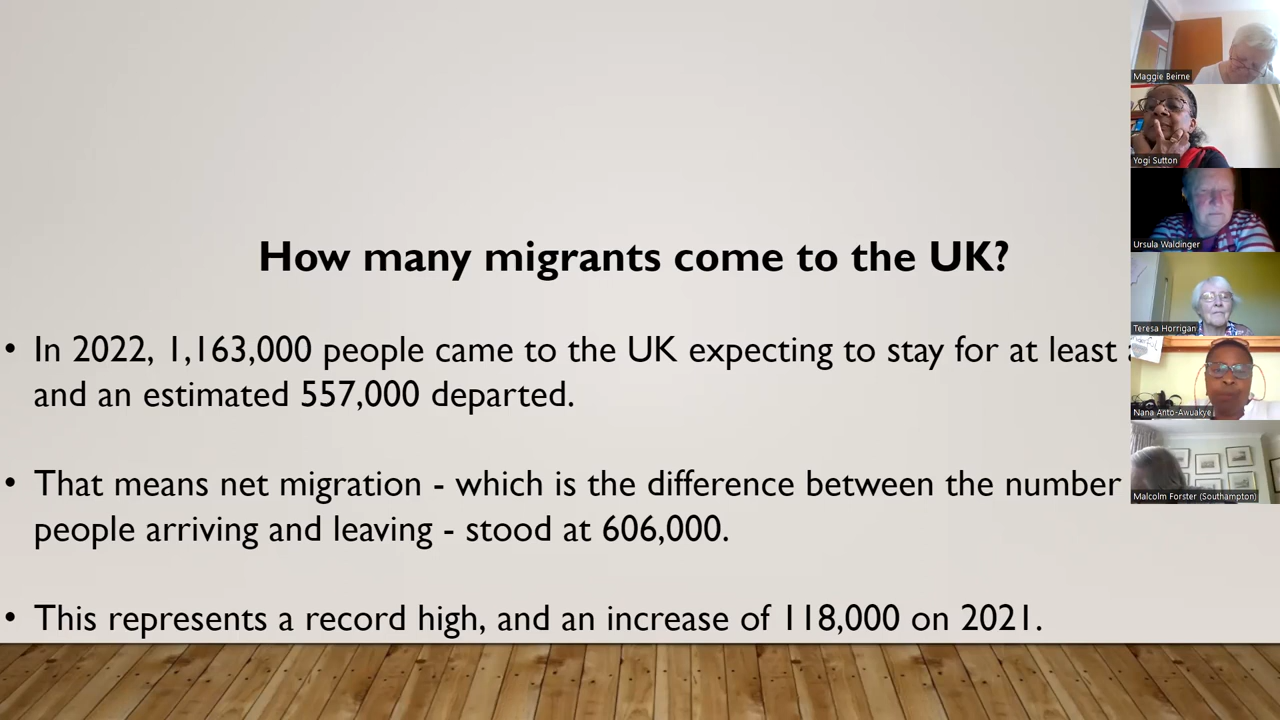 How many migrants come to the UK?
• In 2022, 1,163,000 people came to the UK expecting to stay for at least
and an estimated 557,000 departed.
• That means net migration - which is the difference between the number
people arriving and leaving - stood at 606,000.
• This represents a record high, and an increase of 118,000 on 2021.
Maggie Beirne
Yogi Sutton
Ursula Waldinger
Teresa Horrigan
Nana Anto-Awuakye
Malcolm Forster (Southampton)